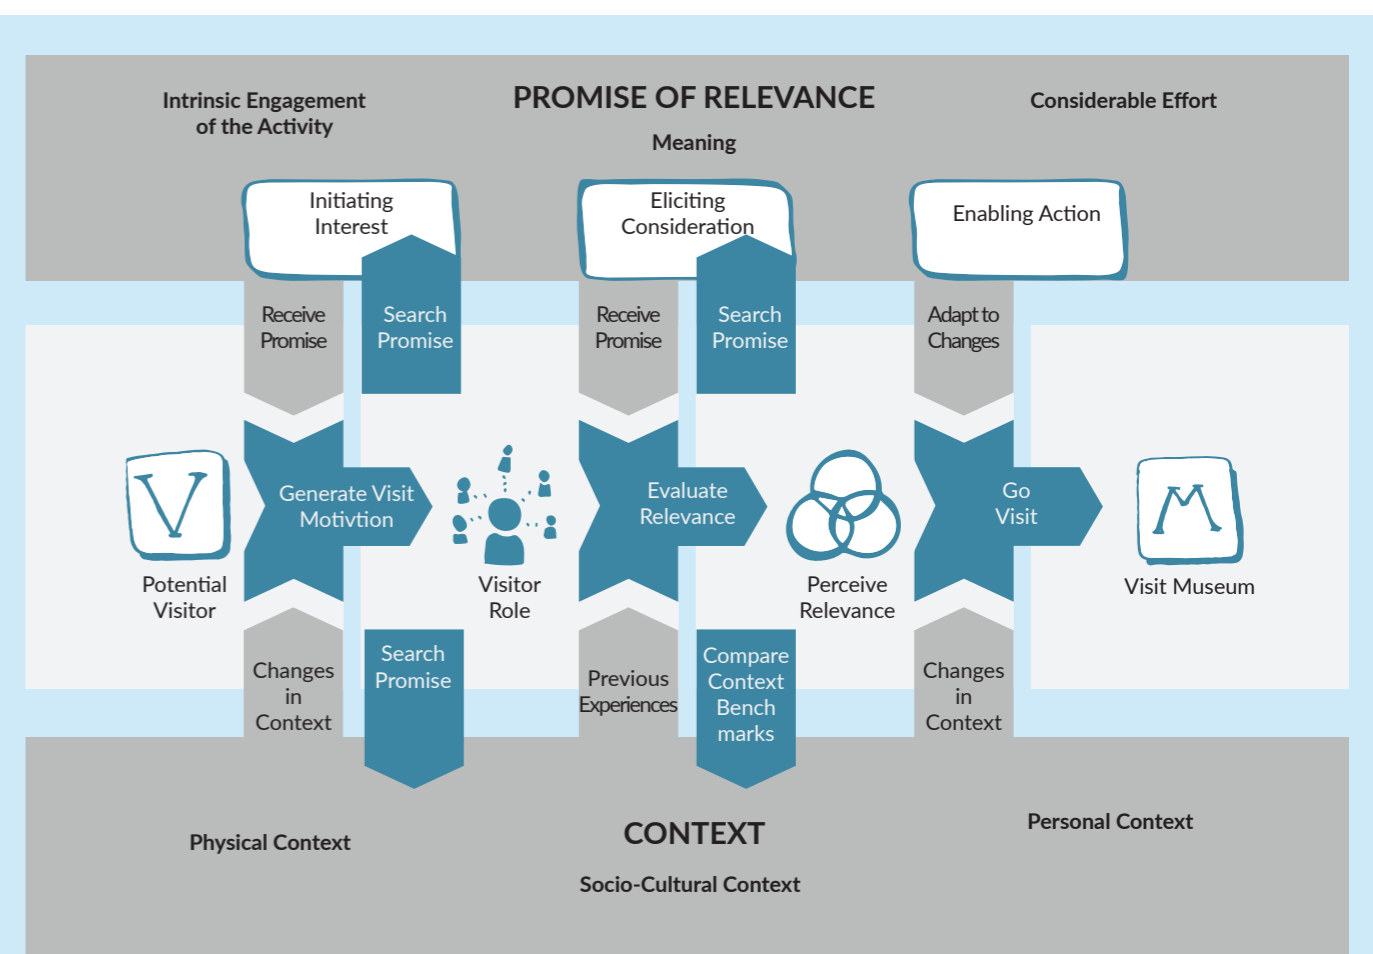 PROMISE OF RELEVANCE
Intrinsic Engagement
of the Activity
Meaning
Considerable Effort
Initiating
Interest
Eliciting
Consideration
Enabling Action
Receive
Promise
Search
Promise
Receive
Promise
Search
Promise
Adapt to
Changes
V
Potential
Visitor
Generate Visit
Motivtion
Visitor
Role
Evaluate
Relevance
Perceive
Relevance
Go
Visit
M
Visit Museum
Changes
in
Context
Search
Promise
Previous
Experiences
Compare
Context
Bench
marks
Changes
in
Context
Physical Context
CONTEXT
Socio-Cultural Context
Personal Context